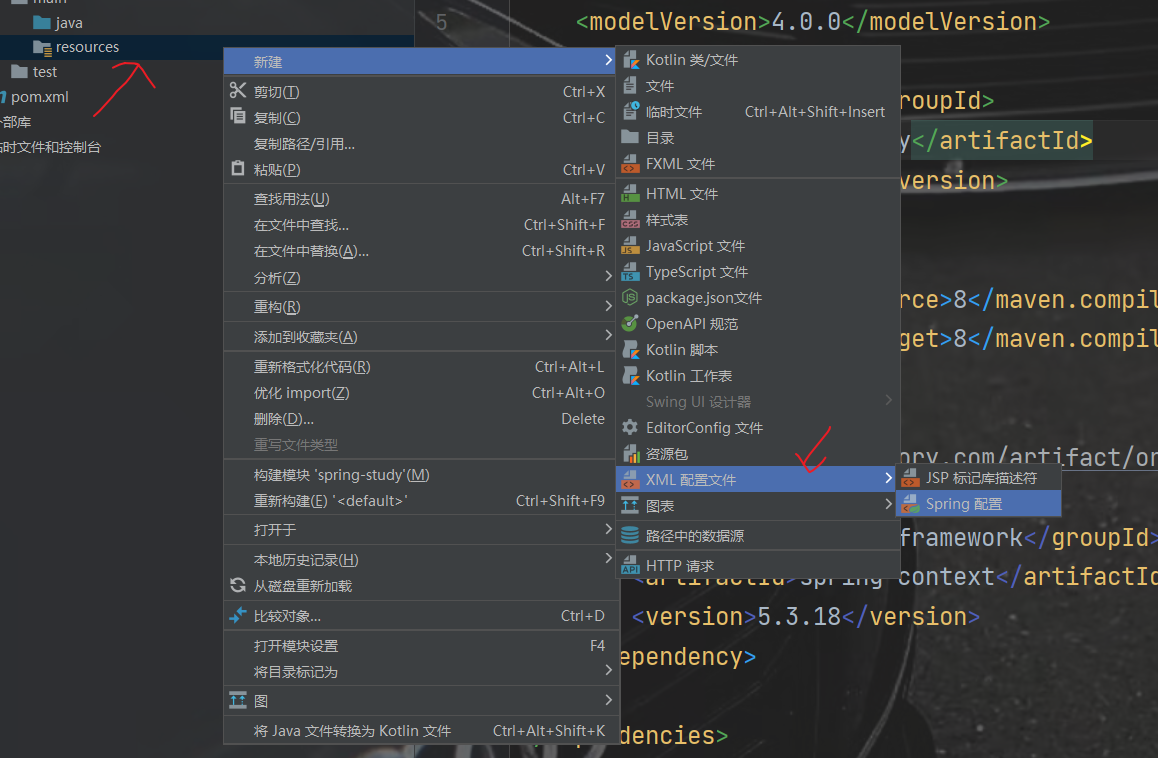 main
java
resources
test
pom.xml
部库
时文件和控制台
5
<modelVersion>4.0.0</modelVersion>
roupId>
y</artifactId>
version>
rce>8</maven.compil
get>8</maven.compil
ory.com/artifact/or
framework</groupId>
<artifactId>spring-context</artifactId
<version>5.3.18</version>
ependency>
dencies>
新建
剪切(T) Ctrl+X
复制(C) Ctrl+C
复制路径/引用...
粘贴(P) Ctrl+V
查找用法(U) Alt+F7
在文件中查找... Ctrl+Shift+F
在文件中替换(A)... Ctrl+Shift+R
分析(Z)
重构(R)
添加到收藏夹(A)
重新格式化代码(R) Ctrl+Alt+L
优化 import(Z) Ctrl+Alt+O
删除(D)... Delete
重写文件类型
构建模块 'spring-study'(M)
重新构建(E) '<default>' Ctrl+Shift+F9
打开于
本地历史记录(H)
从磁盘重新加载
比较对象... Ctrl+D
打开模块设置 F4
将目录标记为
图
将 Java 文件转换为 Kotlin 文件 Ctrl+Alt+Shift+K
Kotlin 类/文件
文件
临时文件 Ctrl+Alt+Shift+Insert
目录
FXML 文件
HTML 文件
样式表
JavaScript 文件
TypeScript 文件
package.json文件
OpenAPI 规范
Kotlin 脚本
Kotlin 工作表
Swing UI 设计器
EditorConfig 文件
资源包
XML 配置文件
图表
路径中的数据源
HTTP 请求
JSP 标记库描述符
Spring 配置